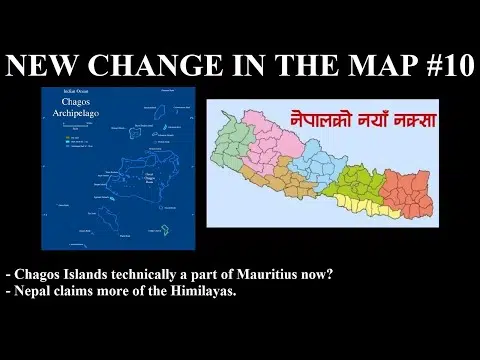 NEW CHANGE IN THE MAP #10
Indian Ocean
Chagos
Archipelago
नेपालको नयाँ नक्सा
- Chagos Islands technically a part of Mauritius now?
- Nepal claims more of the Himilayas.